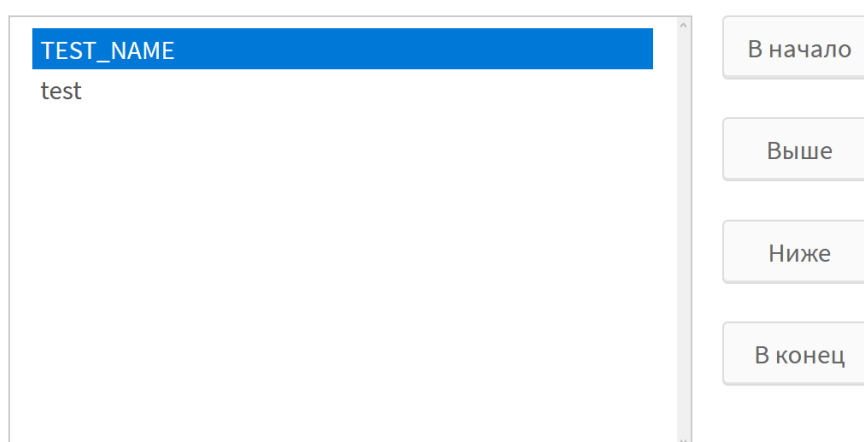 TEST_NAME
test
В начало
Выше
Ниже
В конец